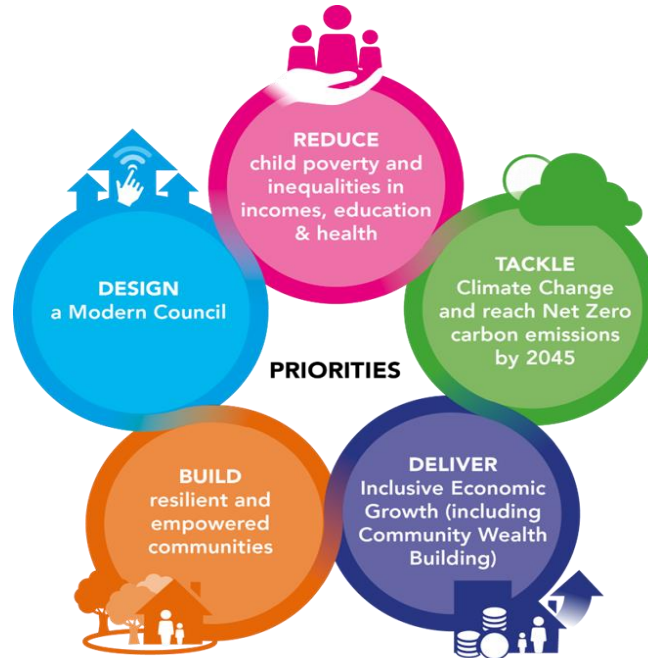 REDUCE
child poverty and
inequalities in
incomes, education
& health
TACKLE
Climate Change
and reach Net Zero
carbon emissions
by 2045
DELIVER
Inclusive Economic
Growth (including
Community Wealth
Building)
BUILD
resilient and
empowered
communities
DESIGN
a Modern Council
PRIORITIES